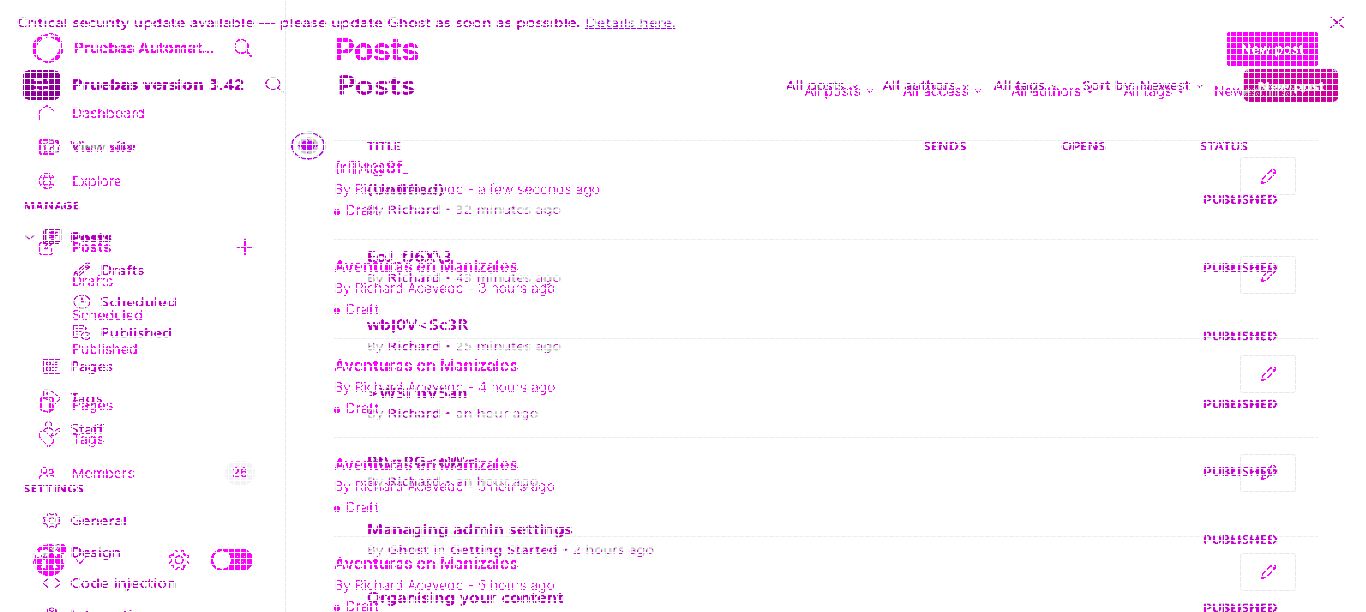 Critical security update available — please update Ghost as soon as possible. Details here.
Pruebas Automat...
Posts
New post
Pruebas version 3.42
Posts
All posts
All authors
All tags
Sort by: Newest
All posts
All access
All authors
All tags
Dashboard
View site
TITLE
SENDS
OPENS
STATUS
Explore
By Richard Acevedo - a few seconds ago
(Untitled)
PUBLISHED
MANAGE
Draft
By Richard • 32 minutes ago
Posts
Posts
Aventuras en Manizales
PUBLISHED
Drafts
Drafts
By Richard • 43 minutes ago
By Richard Acevedo - 3 hours ago
Scheduled
Scheduled
Draft
Published
Published
PUBLISHED
By Richard • 25 minutes ago
Pages
Aventuras en Manizales
By Richard Acevedo - 4 hours ago
Tags
Pages
Draft
By Richard • an hour ago
PUBLISHED
Staff
Tags
Members
26
Aventuras en Manizales
PUBLISHED
By Richard • an hour ago
SETTINGS
Draft
General
Managing admin settings
PUBLISHED
By Ghost in Getting Started • 2 hours ago
Design
Aventuras en Manizales
Code injection
By Richard Acevedo - 5 hours ago
Organising your content
Draft